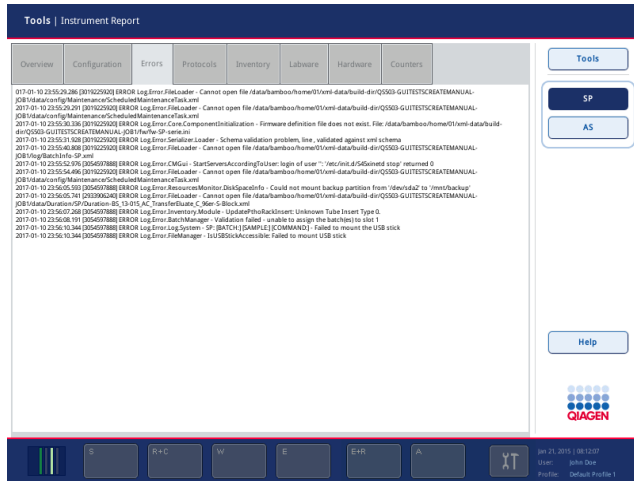 Tools | Instrument Report
Overview
Configuration
Errors
Protocols
Inventory
Labware
Hardware
Counters
017-01-10 23:55:29.286 [3019225920] ERROR Log.Error.FileLoader - Cannot open file /data/bamboo/home/01/xml-data/build-dir/QS503-GUITESTSCREATEMANUAL-
JOB1/data/config/Maintenance/ScheduledMaintenanceTask.xml
2017-01-10 23:55:29.291 [3019225920] ERROR Log.Error.FileLoader - Cannot open file /data/bamboo/home/01/xml-data/build-dir/QS503-GUITESTSCREATEMANUAL-
JOB1/data/config/Maintenance/ScheduledMaintenanceTask.xml
2017-01-10 23:55:30.336 [3019225920] ERROR Log.Error.Core.ComponentInitialization - Firmware definition file does not exist. File: /data/bamboo/home/01/xml-data/build-
dir/QS503-GUITESTSCREATEMANUAL-JOB1/fw/fw-SP-serie.ini
2017-01-10 23:55:31.928 [3019225920] ERROR Log.Error.Serializer.Loader - Schema validation problem, line , validated against xml schema
2017-01-10 23:55:40.808 [3019225920] ERROR Log.Error.FileLoader - Cannot open file /data/bamboo/home/01/xml-data/build-dir/QS503-GUITESTSCREATEMANUAL-
JOB1/log/BatchInfo-SP.xml
2017-01-10 23:55:52.976 [3054597888] ERROR Log.Error.CMGui - StartServersAccordingToUser: login of user '': '/etc/init.d/S45xinetd stop' returned 0
2017-01-10 23:55:54.496 [3054597888] ERROR Log.Error.FileLoader - Cannot open file /data/bamboo/home/01/xml-data/build-dir/QS503-GUITESTSCREATEMANUAL-
2017-01-10 23:56:05.593 [3054597888] ERROR Log.Error.ResourcesMonitor.DiskSpaceInfo - Could not mount backup partition from '/dev/sda2' to '/mnt/backup'
2017-01-10 23:56:05.741 [2933906240] ERROR Log.Error.FileLoader - Cannot open file /data/bamboo/home/01/xml-data/build-dir/QS503-GUITESTSCREATEMANUAL-
JOB1/data/Duration/SP/Duration-BS_13-015_AC_TransferEluate_C_96er-S-Block.xml
2017-01-10 23:56:07.268 [3054597888] ERROR Log.Error.Inventory.Module - UpdatePthoRackInsert: Unknown Tube Insert Type 0.
2017-01-10 23:56:08.191 [3054597888] ERROR Log.Error.BatchManager - Validation failed - unable to assign the batch(es) to slot 1
2017-01-10 23:56:10.344 [3054597888] ERROR Log.Error.Log.System - SP: [BATCH:] [SAMPLE:] [COMMAND:] - Failed to mount the USB stick
2017-01-10 23:56:10.344 [3054597888] ERROR Log.Error.FileManager - IsUSBStickAccessible: Failed to mount USB stick
Tools
SP
AS
Help
QIAGEN
S
R+C
W
E
E+R
A
Jan 21, 2015 | 08:12:07
User: John Doe
Profile: Default Profile 1